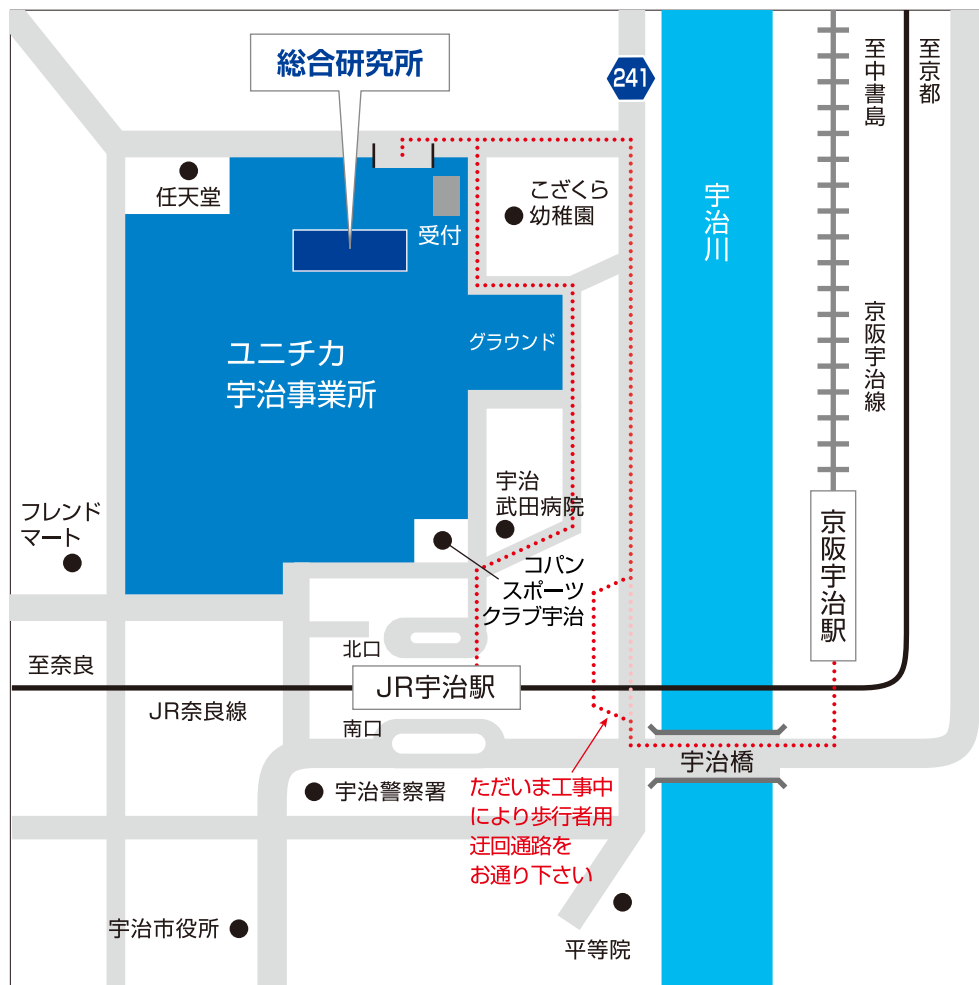 総合研究所
241
至中書島
至京都
任天堂
こざくら
幼稚園
受付
宇治川
京阪宇治線
グラウンド
ユニチカ
宇治事業所
宇治
武田病院
フレンド
マート
コパン
スポーツ
クラブ宇治
京阪宇治駅
北口
至奈良
JR宇治駅
JR奈良線
南口
宇治橋
宇治警察署
ただいま工事中
により歩行者用
迂回通路を
お通り下さい
宇治市役所
平等院